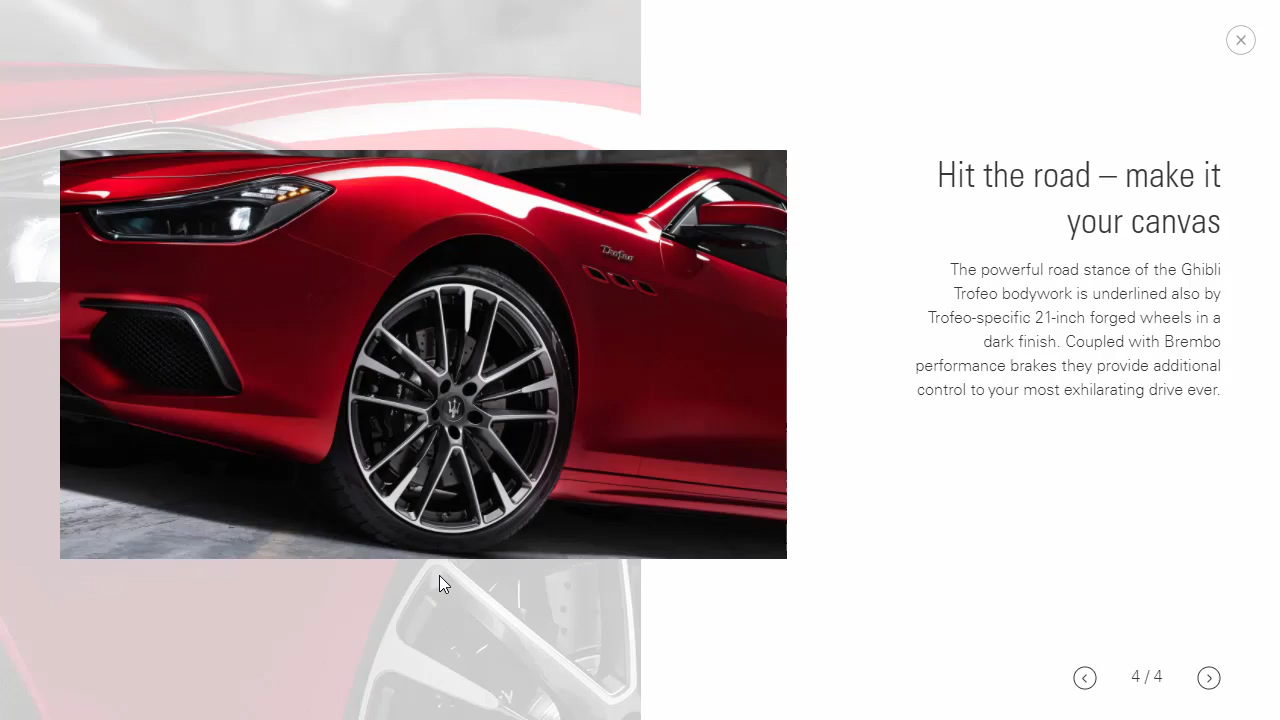 Hit the road – make it
your canvas
The powerful road stance of the Ghibli
Trofeo bodywork is underlined also by
Trofeo-specific 21-inch forged wheels in a
dark finish. Coupled with Brembo
performance brakes they provide additional
control to your most exhilarating drive ever.
Trofeo
4 / 4